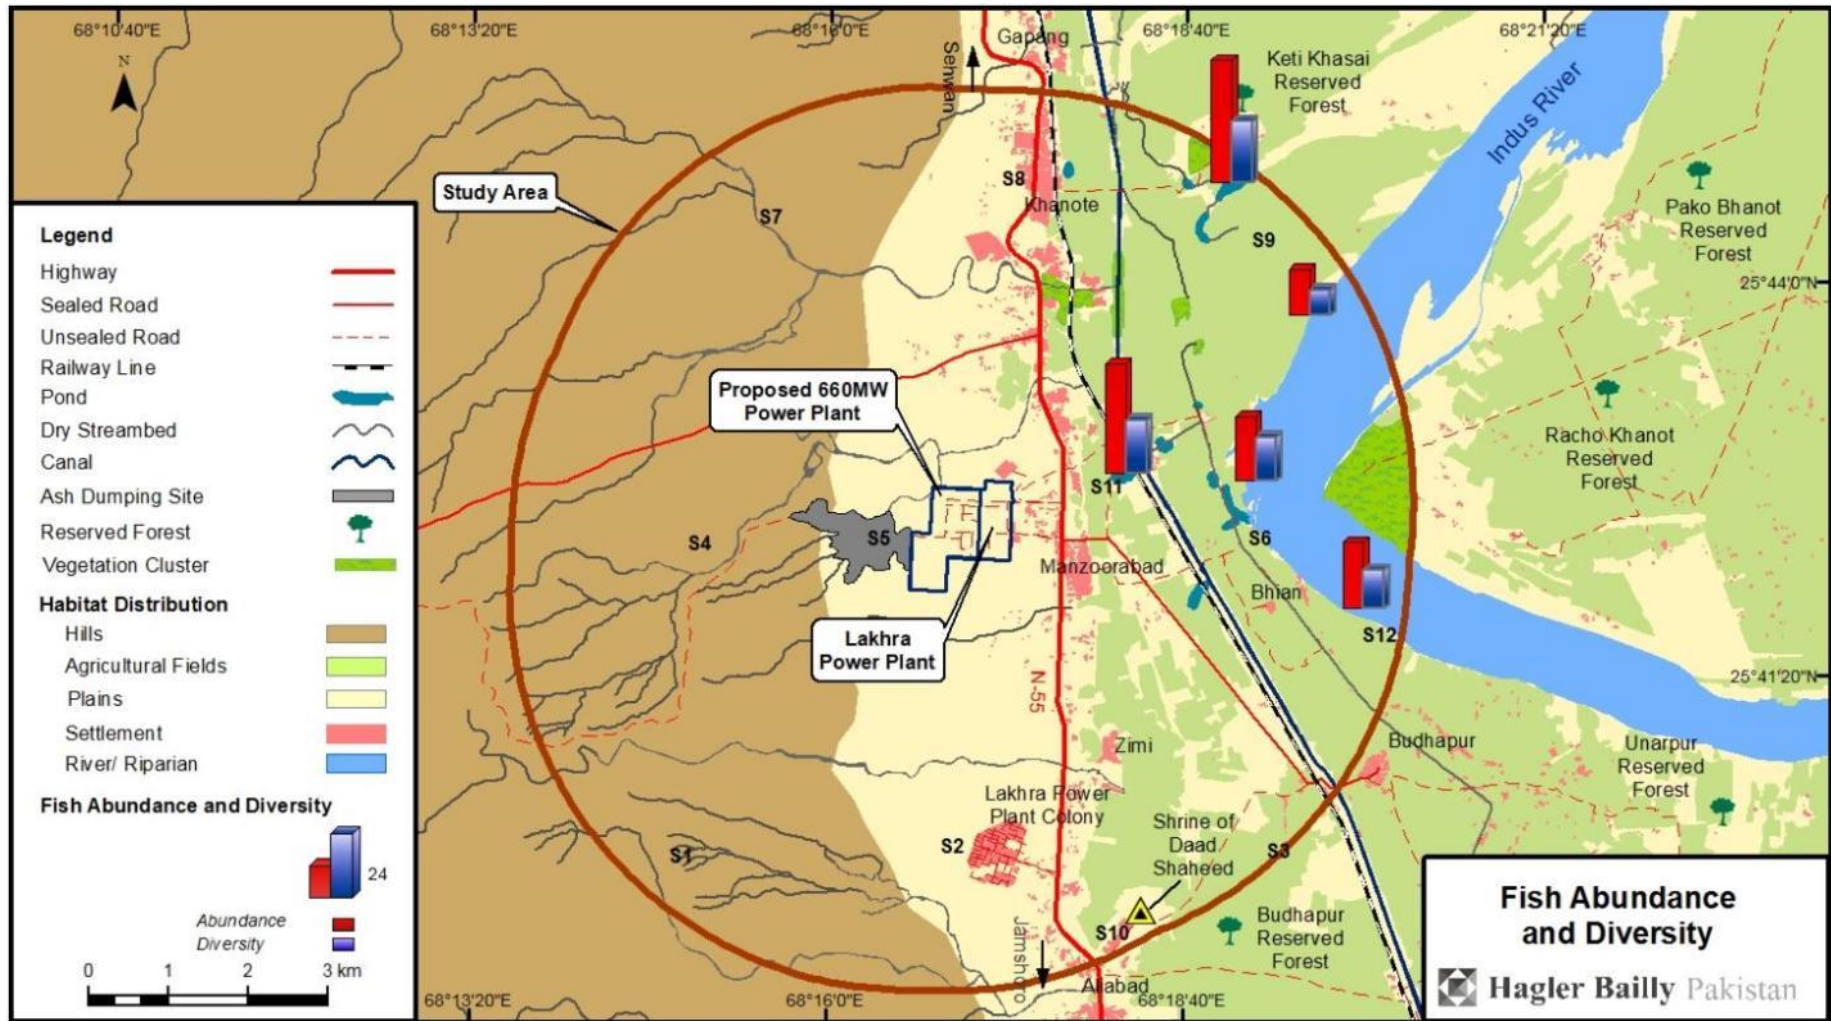 68°10'40"E
68°13'20"E
68°16'0"E
68°18'40"E
68°21'20"E
N
Sehwan
Gapang
Keti Khasai
Reserved
Forest
Indus River
Study Area
S7
S8
Khanote
S9
Pako Bhanot
Reserved
Forest
25°44'0"N
Legend
Highway
Sealed Road
Unsealed Road
Railway Line
Pond
Dry Streambed
Canal
Ash Dumping Site
Reserved Forest
Vegetation Cluster
Habitat Distribution
Hills
Agricultural Fields
Plains
Settlement
River/ Riparian
Fish Abundance and Diversity
24
Abundance
Diversity
0 1 2 3 km
Proposed 660MW
Power Plant
Racho Khanot
Reserved
Forest
S11
S4
S5
S6
Manzoorabad
Bhian
S12
Lakhra
Power Plant
N-55
25°41'20"N
Zimi
Budhapur
Unarpur
Reserved
Forest
Lakhra Power
Plant Colony
Shrine of
Daad
Shaheed
S1
S2
S3
S10
Budhapur
Reserved
Forest
Jamshoro
Aliabad
68°13'20"E
68°16'0"E
68°18'40"E
Fish Abundance
and Diversity
Hagler Bailly Pakistan